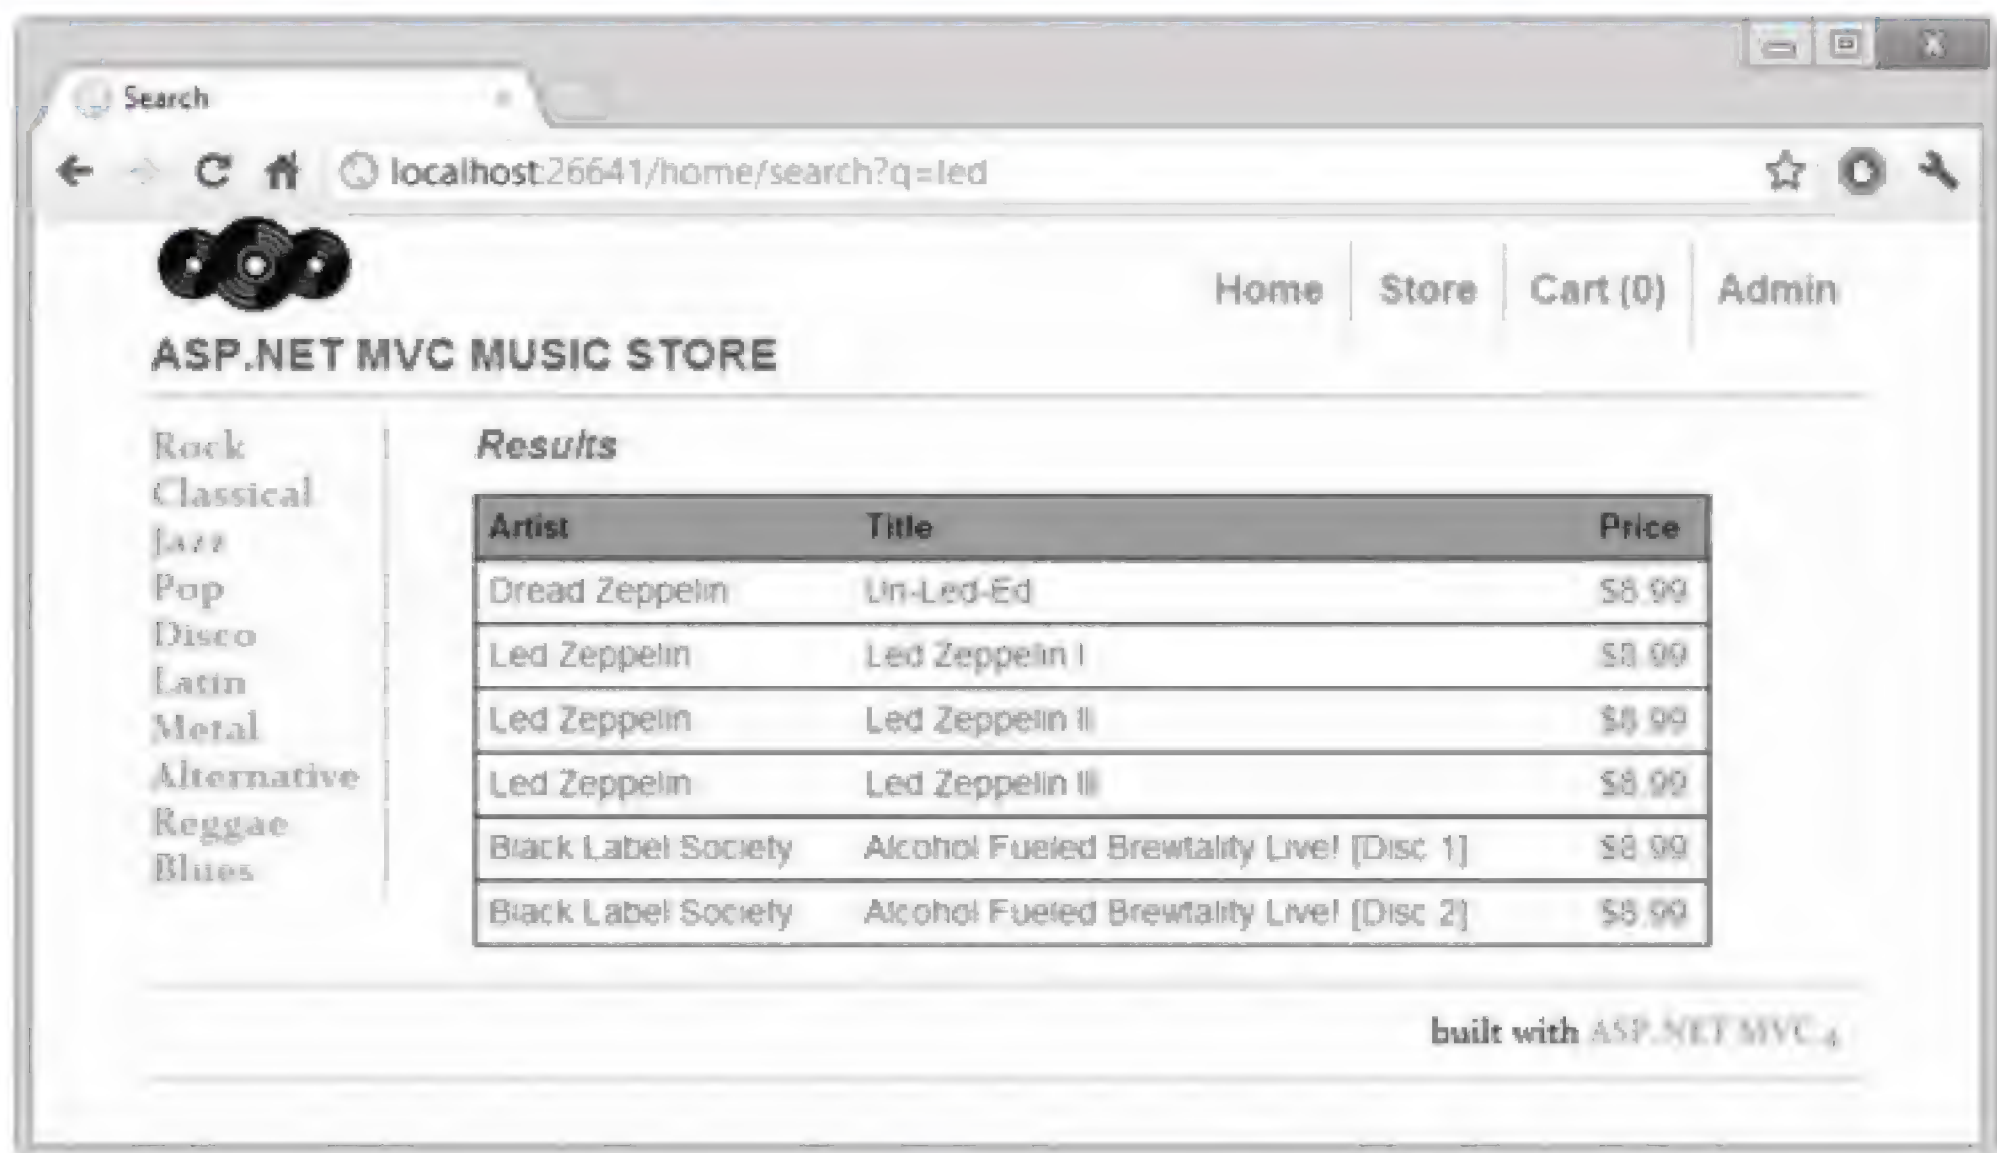 Search
localhost:26641/home/search?q=led
Home Store Cart (0) Admin
ASP.NET MVC MUSIC STORE
Rock
Classical
Jazz
Pop
Disco
Latin
Metal
Alternative
Reggae
Blues
Results
Artist Title Price
Dread Zeppelin Un-Led-Ed $8.99
Led Zeppelin Led Zeppelin I $8.99
Led Zeppelin Led Zeppelin II $8.99
Led Zeppelin Led Zeppelin III $8.99
Black Label Society Alcohol Fueled Brewtality Live! [Disc 1] $8.99
Black Label Society Alcohol Fueled Brewtality Live! [Disc 2] $8.99
built with ASP.NET MVC 4